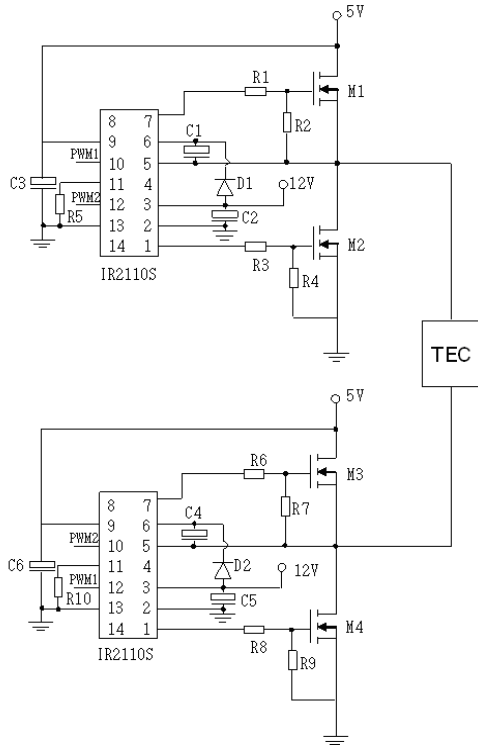 5V
R1
M1
R2
8 7
9 6
10 5
11 4
12 3
13 2
14 1
C1
PWM1
PWM2
C3
R5
D1
12V
C2
M2
R3
R4
IR2110S
TEC
5V
R6
M3
R7
8 7
9 6
10 5
11 4
12 3
13 2
14 1
C4
PWM2
PWM1
C6
R10
D2
12V
C5
M4
R8
R9
IR2110S